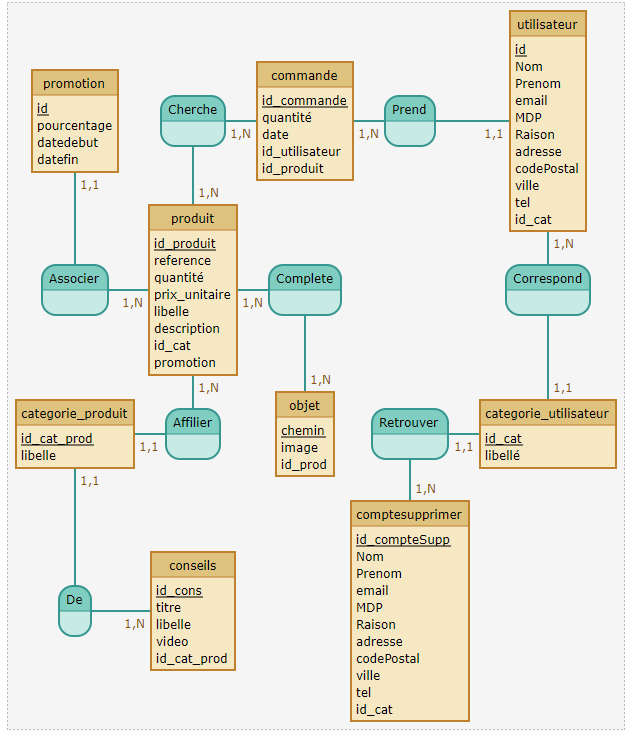 utilisateur
id
Nom
Prenom
email
MDP
Raison
adresse
codePostal
ville
tel
id_cat
commande
id_commande
quantité
date
id_utilisateur
id_produit
promotion
id
pourcentage
datedebut
datefin
Cherche
Prend
1,N
1,N
1,1
1,1
1,N
1,N
produit
id_produit
reference
quantité
prix_unitaire
libelle
description
id_cat
promotion
Associer
Complete
Correspond
1,N
1,N
1,N
1,N
1,1
objet
chemin
image
id_prod
categorie_produit
id_cat_prod
libelle
Affilier
1,1
Retrouver
1,1
categorie_utilisateur
id_cat
libellé
1,1
1,N
comptesupprimer
id_compteSupp
Nom
Prenom
email
MDP
Raison
adresse
codePostal
ville
tel
id_cat
conseils
id_cons
titre
libelle
video
id_cat_prod
De
1,N